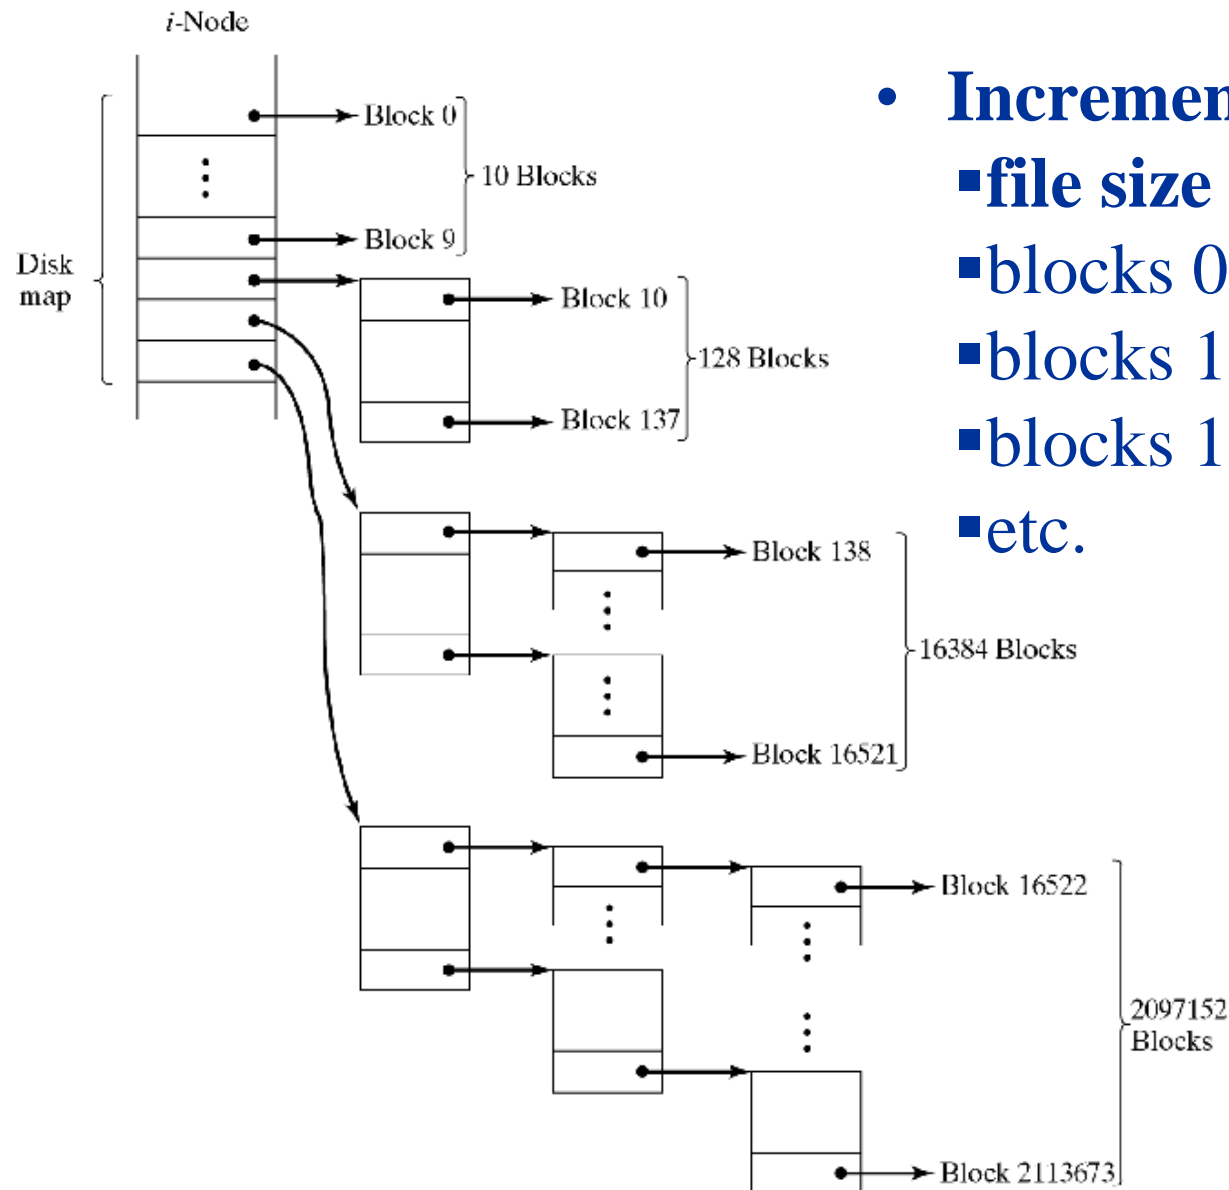 i-Node
Block 0
10 Blocks
Block 9
Disk
map
Block 10
128 Blocks
Block 137
Block 138
16384 Blocks
Block 16521
Block 16522
2097152
Blocks
Block 2113673
• Incremen
▪file size
▪blocks 0
▪blocks 1
▪blocks 1
▪etc.